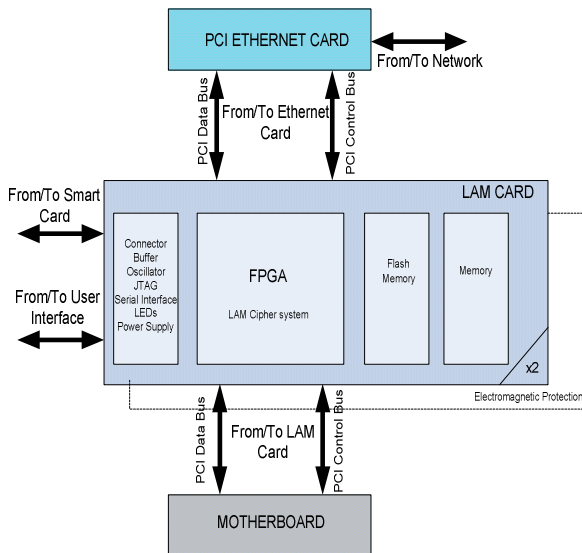 PCI ETHERNET CARD
From/To Network
PCI Data Bus
From/To Ethernet
Card
PCI Control Bus
LAM CARD
From/To Smart
Card
From/To User
Interface
Connector
Buffer
Oscillator
JTAG
Serial Interface
LEDs
Power Supply
FPGA
LAM Cipher system
Flash
Memory
Memory
x2
Electromagnetic Protection
PCI Data Bus
From/To LAM
Card
PCI Control Bus
MOTHERBOARD